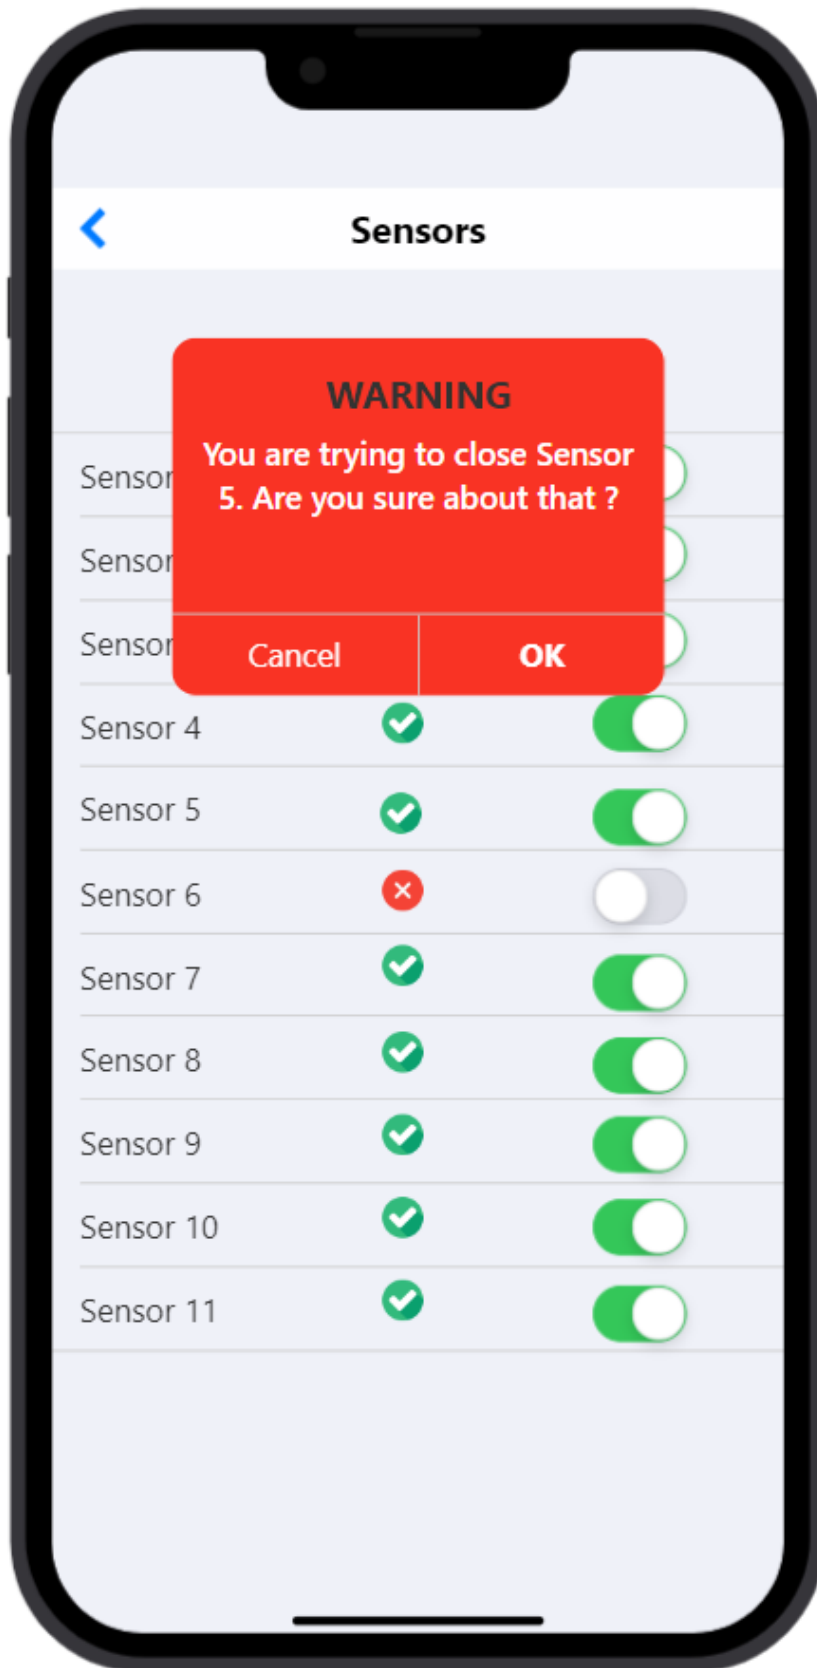 Sensors
WARNING
You are trying to close Sensor
5. Are you sure about that ?
Cancel OK
Sensor
Sensor
Sensor
Sensor 4
Sensor 5
Sensor 6
Sensor 7
Sensor 8
Sensor 9
Sensor 10
Sensor 11